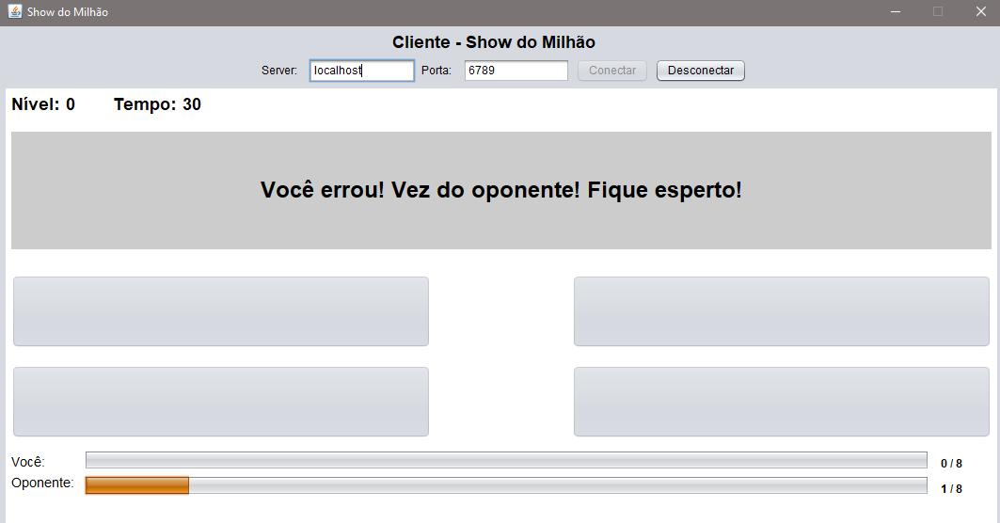 Show do Milhão
Cliente - Show do Milhão
Server: localhost Porta: 6789 Conectar Desconectar
Nível: 0 Tempo: 30
Você errou! Vez do oponente! Fique esperto!
Você: 0 / 8
Oponente: 1 / 8